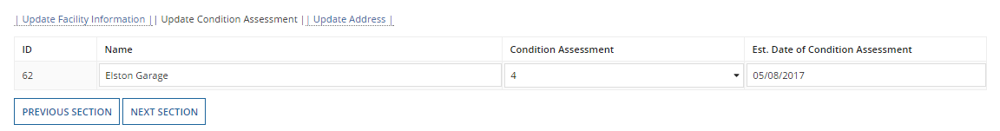 | Update Facility Information || Update Condition Assessment || Update Address |
ID Name Condition Assessment Est. Date of Condition Assessment
62 Elston Garage 4 05/08/2017
PREVIOUS SECTION NEXT SECTION